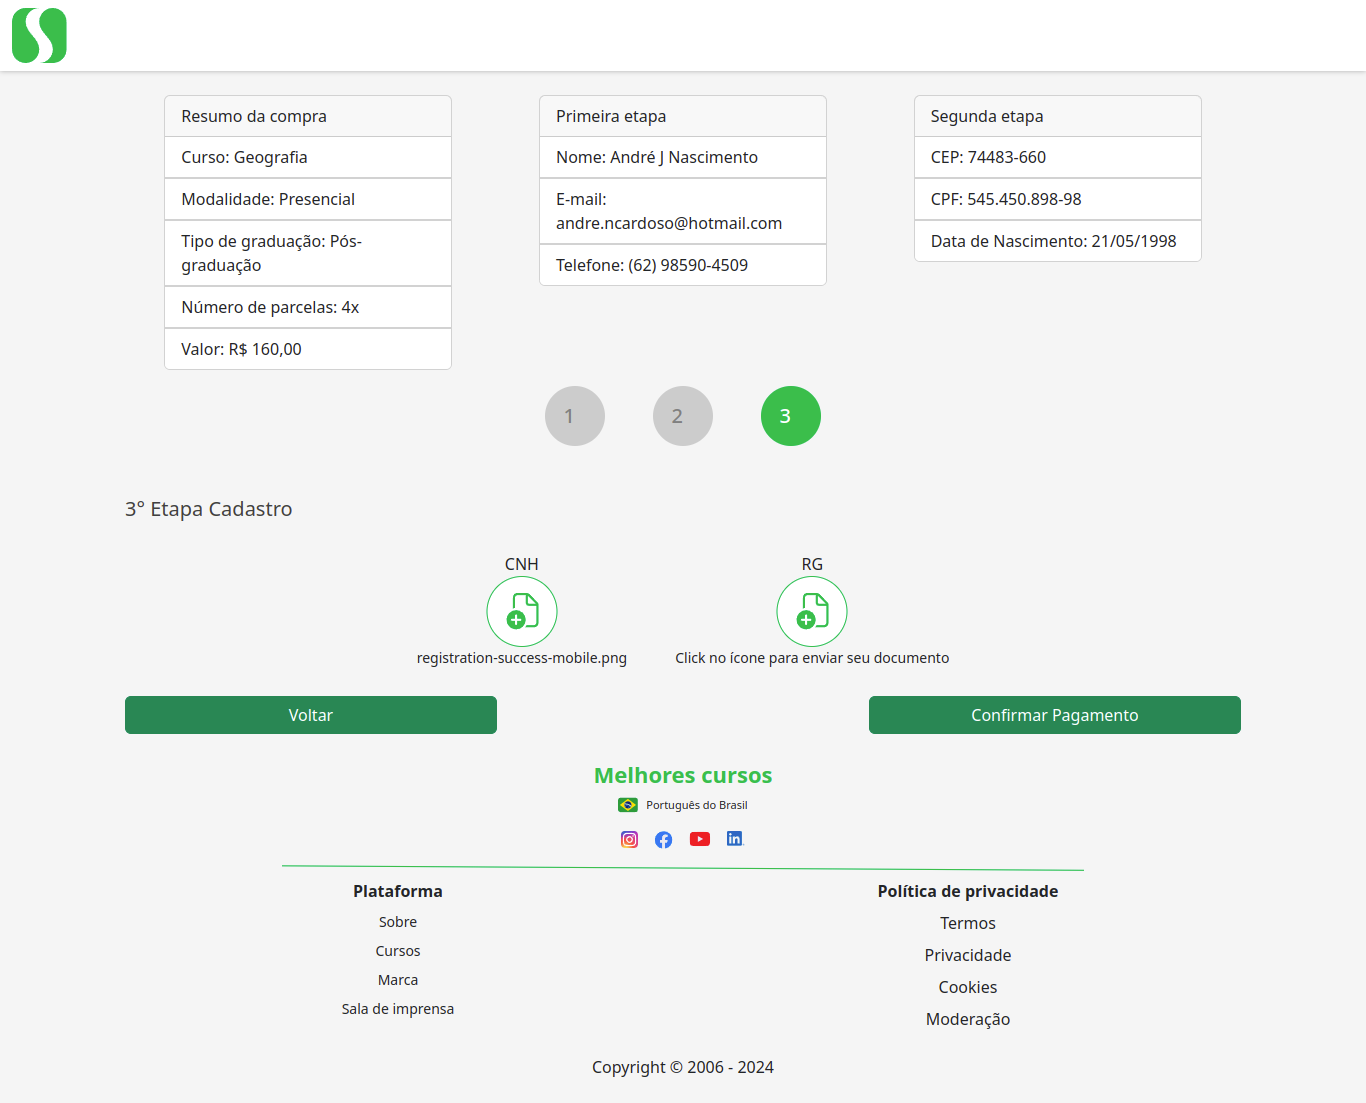 Resumo da compra
Curso: Geografia
Modalidade: Presencial
Tipo de graduação: Pós-
graduação
Número de parcelas: 4x
Valor: R$ 160,00
Primeira etapa
Nome: André J Nascimento
E-mail:
andre.ncardoso@hotmail.com
Telefone: (62) 98590-4509
Segunda etapa
CEP: 74483-660
CPF: 545.450.898-98
Data de Nascimento: 21/05/1998
1 2 3
3° Etapa Cadastro
CNH
registration-success-mobile.png
RG
Click no ícone para enviar seu documento
Voltar
Confirmar Pagamento
Melhores cursos
Português do Brasil
Plataforma
Sobre
Cursos
Marca
Sala de imprensa
Política de privacidade
Termos
Privacidade
Cookies
Moderação
Copyright © 2006 - 2024